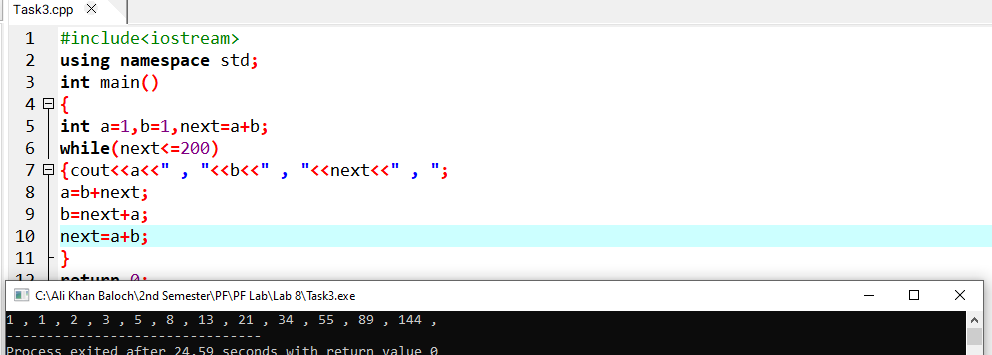 Task3.cpp
1 #include<iostream>
2 using namespace std;
3 int main()
4 {
5 int a=1,b=1,next=a+b;
6 while(next<=200)
7 {cout<<a<<" , "<<b<<" , "<<next<<" , ";
8 a=b+next;
9 b=next+a;
10 next=a+b;
11 }
12 return 0;
C:\Ali Khan Baloch\2nd Semester\PF\PF Lab\Lab 8\Task3.exe
1 , 1 , 2 , 3 , 5 , 8 , 13 , 21 , 34 , 55 , 89 , 144 ,
--------------------------------
Process exited after 24.59 seconds with return value 0